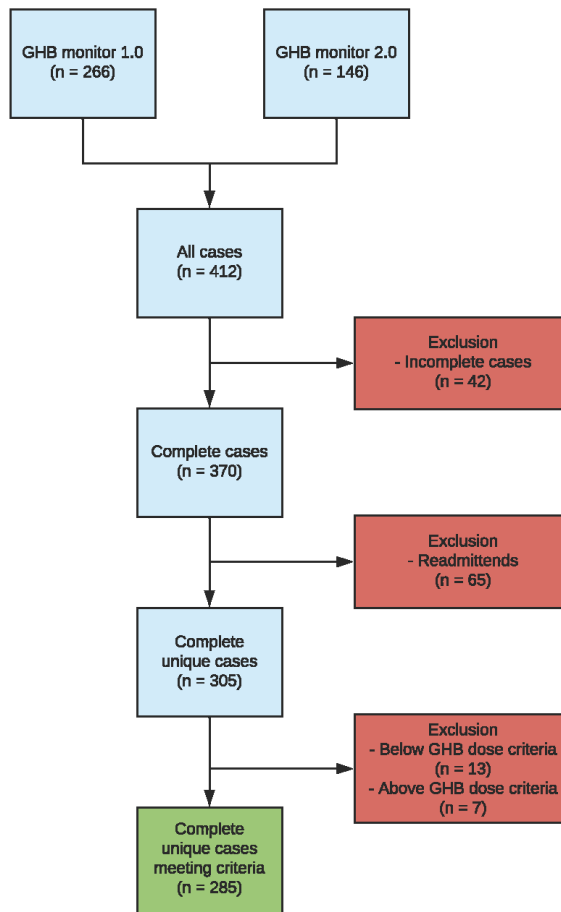 GHB monitor 1.0
(n = 266)
GHB monitor 2.0
(n = 146)
All cases
(n = 412)
Exclusion
- Incomplete cases
(n = 42)
Complete cases
(n = 370)
Exclusion
- Readmittends
(n = 65)
Complete
unique cases
(n = 305)
Exclusion
- Below GHB dose criteria
(n = 13)
- Above GHB dose criteria
(n = 7)
Complete
unique cases
meeting criteria
(n = 285)